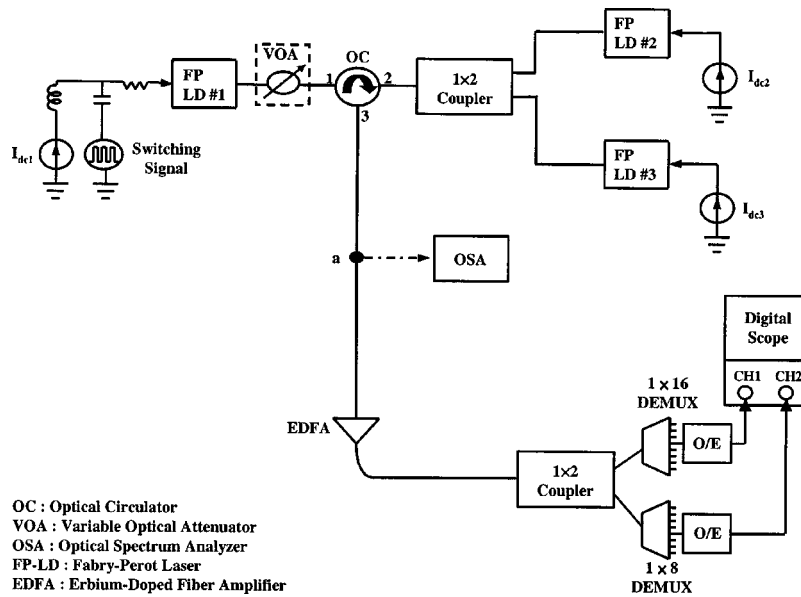 FP
LD #2
VOA
OC
FP
LD #1
1
2
3
1×2
Coupler
I_dc2
I_dc1
Switching
Signal
FP
LD #3
I_dc3
a
OSA
Digital
Scope
CH1 CH2
1 × 16
DEMUX
O/E
EDFA
1×2
Coupler
O/E
1 × 8
DEMUX
OC : Optical Circulator
VOA : Variable Optical Attenuator
OSA : Optical Spectrum Analyzer
FP-LD : Fabry-Perot Laser
EDFA : Erbium-Doped Fiber Amplifier